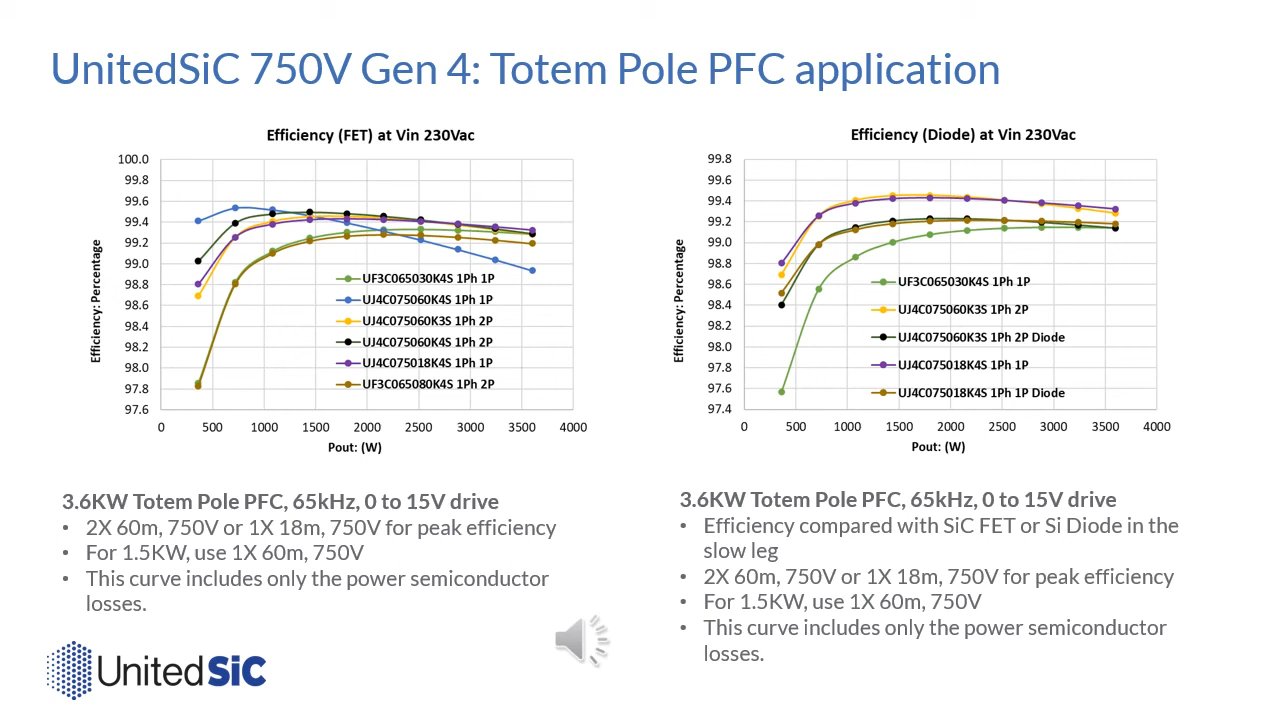 UnitedSiC 750V Gen 4: Totem Pole PFC application
Efficiency (FET) at Vin 230Vac
100.0
99.8
99.6
99.4
99.2
99.0
98.8
98.6
98.4
98.2
98.0
97.8
97.6
Efficiency: Percentage
UF3C065030K4S 1Ph 1P
UJ4C075060K4S 1Ph 1P
UJ4C075060K3S 1Ph 2P
UJ4C075060K4S 1Ph 2P
UJ4C075018K4S 1Ph 1P
UF3C065080K4S 1Ph 2P
0 500 1000 1500 2000 2500 3000 3500 4000
Pout: (W)
Efficiency (Diode) at Vin 230Vac
99.8
99.6
99.4
99.2
99.0
98.8
98.6
98.4
98.2
98.0
97.8
97.6
97.4
Efficiency: Percentage
UF3C065030K4S 1Ph 1P
UJ4C075060K3S 1Ph 2P
UJ4C075060K3S 1Ph 2P Diode
UJ4C075018K4S 1Ph 1P
UJ4C075018K4S 1Ph 1P Diode
0 500 1000 1500 2000 2500 3000 3500 4000
Pout: (W)
3.6KW Totem Pole PFC, 65kHz, 0 to 15V drive
• 2X 60m, 750V or 1X 18m, 750V for peak efficiency
• For 1.5KW, use 1X 60m, 750V
• This curve includes only the power semiconductor
losses.
3.6KW Totem Pole PFC, 65kHz, 0 to 15V drive
• Efficiency compared with SiC FET or Si Diode in the
slow leg
• 2X 60m, 750V or 1X 18m, 750V for peak efficiency
• For 1.5KW, use 1X 60m, 750V
• This curve includes only the power semiconductor
losses.
UnitedSiC